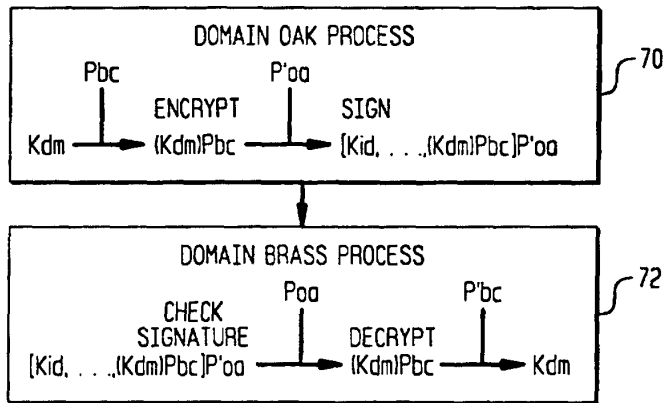 DOMAIN OAK PROCESS
70
Pbc
P'oa
ENCRYPT
SIGN
Kdm
(Kdm)Pbc
[Kid, . . .,(Kdm)Pbc]P'oa
DOMAIN BRASS PROCESS
72
Poa
P'bc
CHECK
SIGNATURE
DECRYPT
[Kid, . . .,(Kdm)Pbc]P'oa
(Kdm)Pbc
Kdm